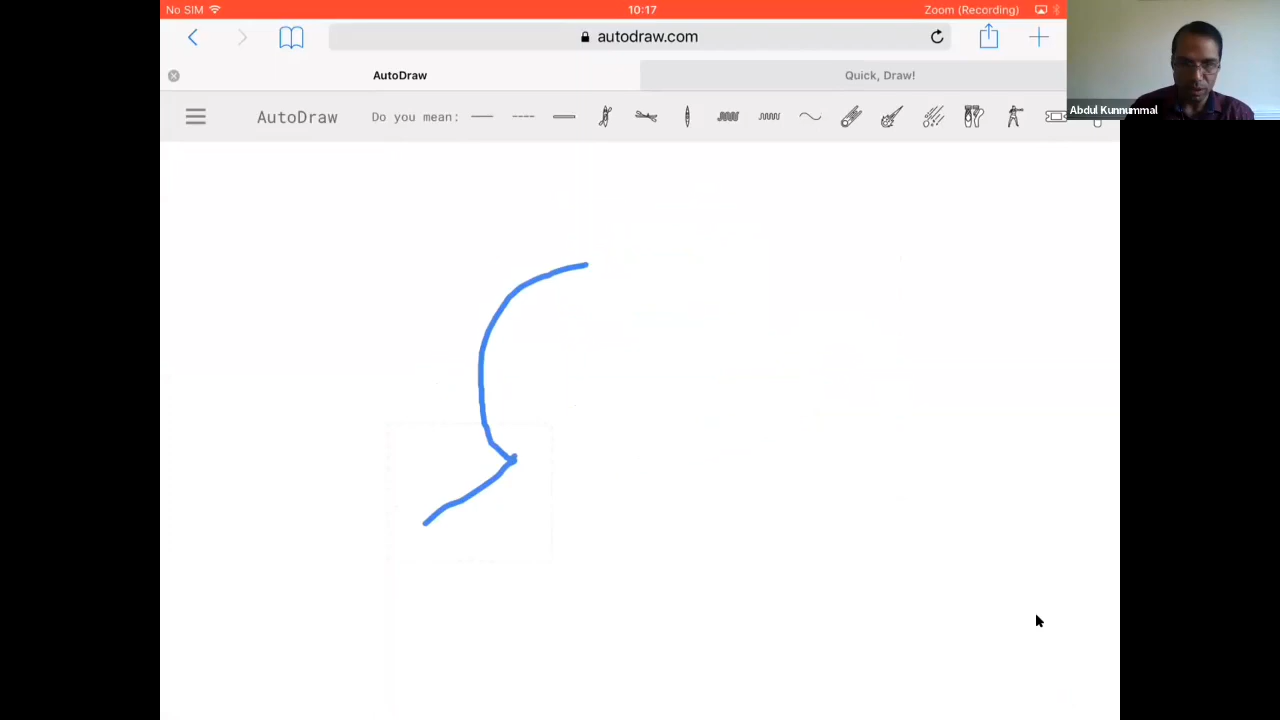 No SIM 10:17 Zoom (Recording)
autodraw.com
AutoDraw Quick, Draw!
AutoDraw Do you mean:
Abdul Kunnummal